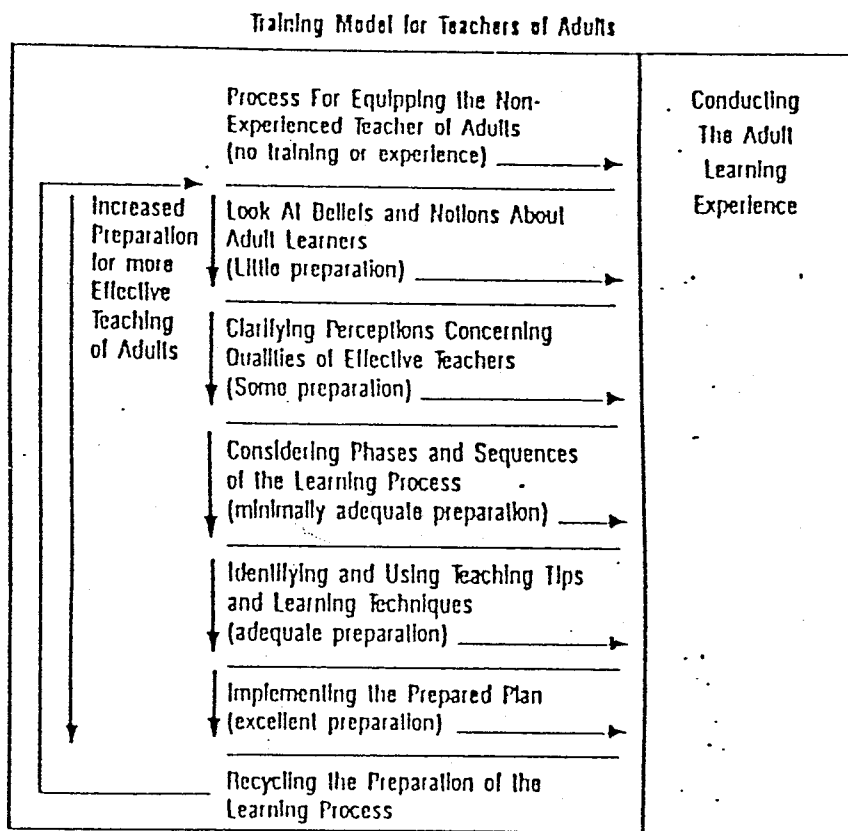 Training Model for Teachers of Adults
Process For Equipping the Non-
Experienced Teacher of Adults
(no training or experience)
Conducting
The Adult
Learning
Experience
Increased
Preparation
for more
Effective
Teaching
of Adults
Look At Beliefs and Notions About
Adult Learners
(Little preparation)
Clarifying Perceptions Concerning
Qualities of Effective Teachers
(Some preparation)
Considering Phases and Sequences
of the Learning Process
(minimally adequate preparation)
Identifying and Using Teaching Tips
and Learning Techniques
(adequate preparation)
Implementing the Prepared Plan
(excellent preparation)
Recycling the Preparation of the
Learning Process